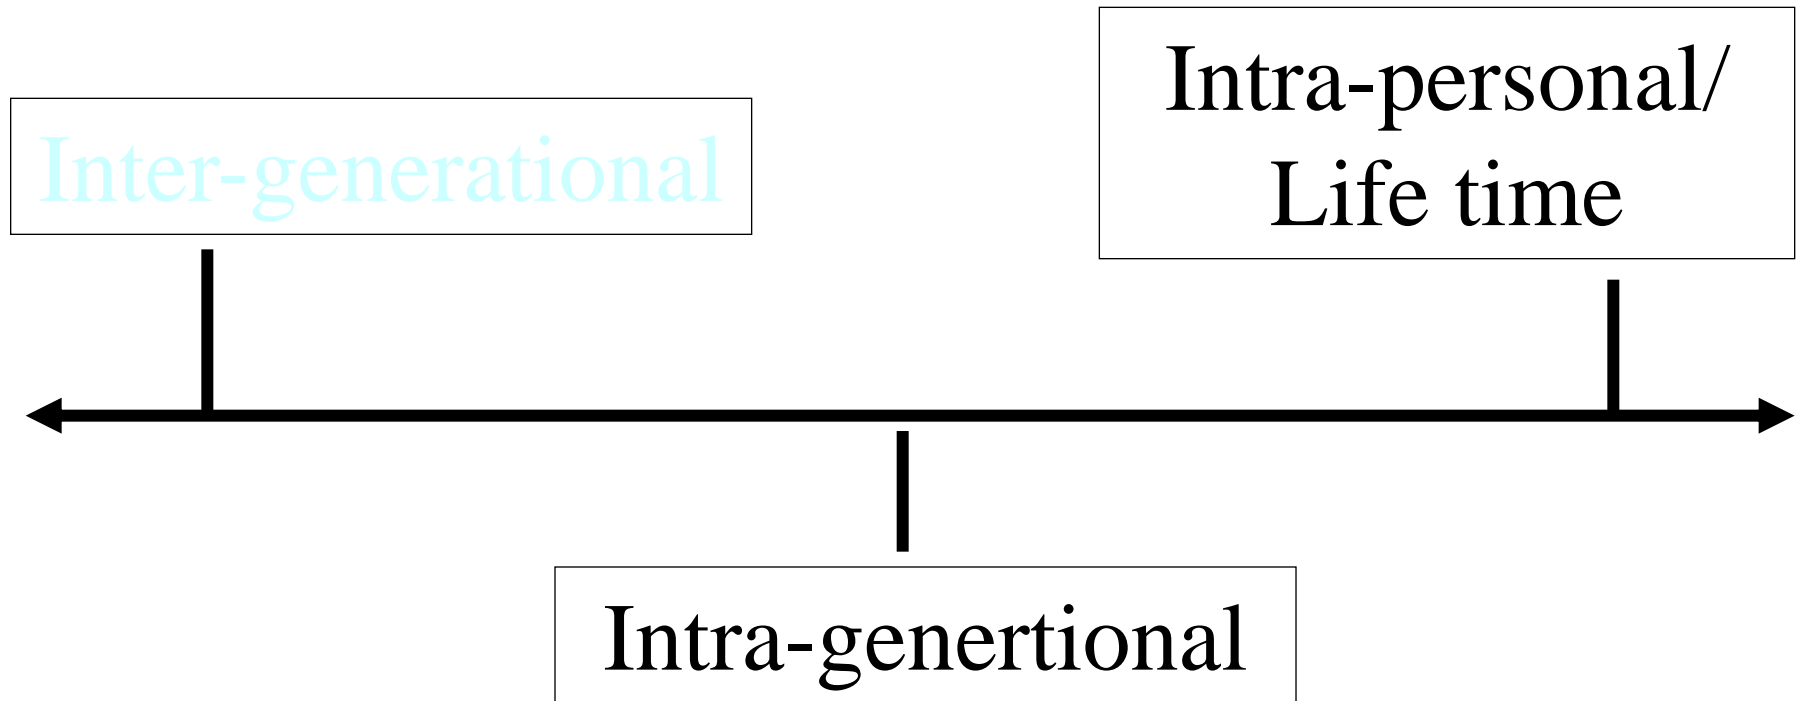 Inter-generational
Intra-personal/
Life time
Intra-genertional